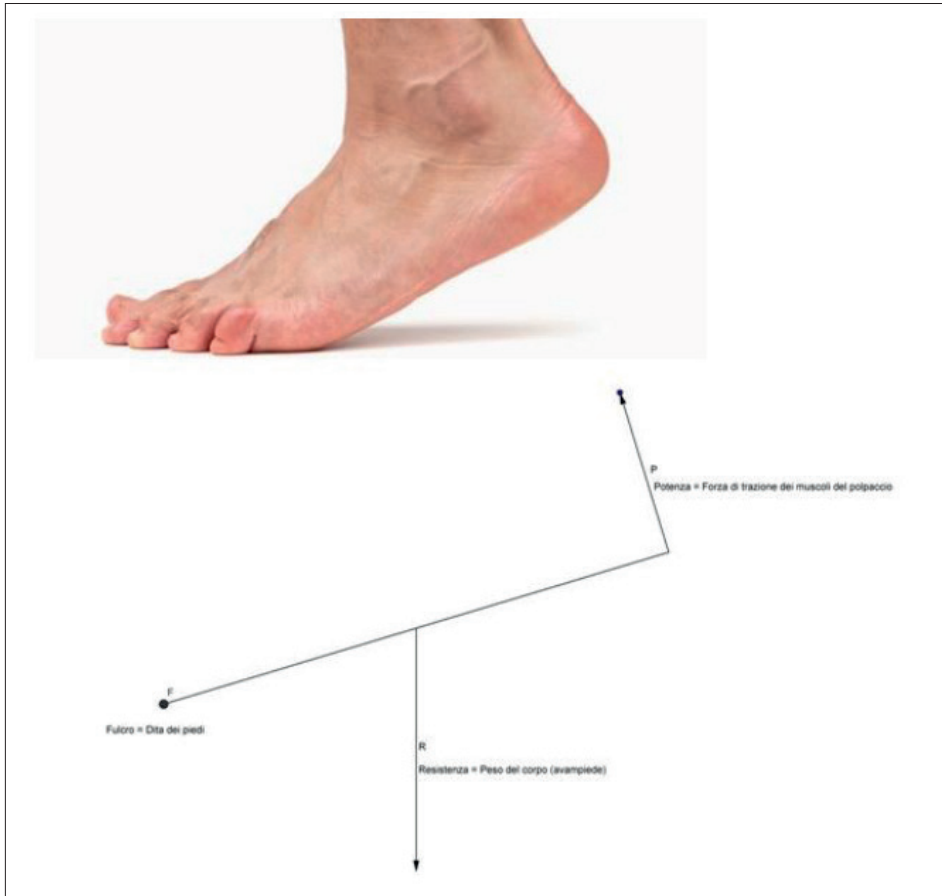 P
Potenza = Forza di trazione dei muscoli del polpaccio
F
Fulcro = Dita dei piedi
R
Resistenza = Peso del corpo (avampiede)